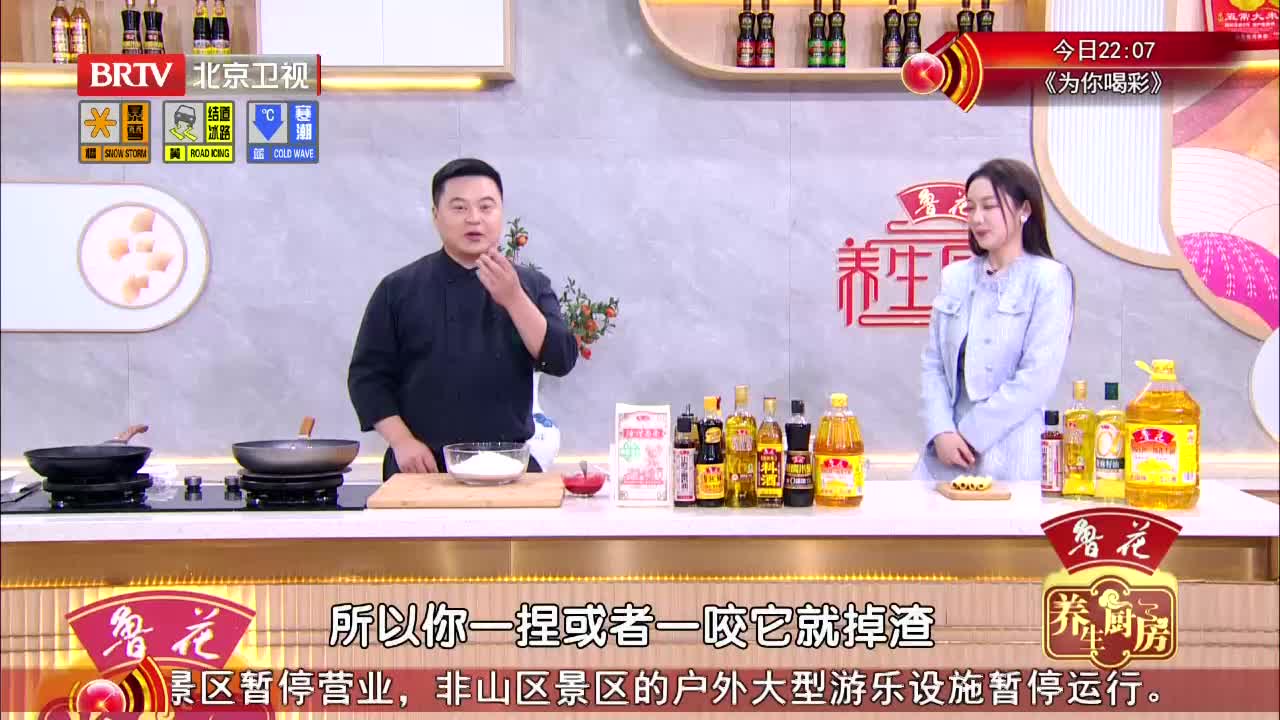 BRTV 北京卫视
今日22:07
《为你喝彩》
暴雪
橙 SNOW STORM
道路结冰
黄 ROAD ICING
℃ 寒潮
蓝 COLD WAVE
鲁花
养生厨
料酒
鲁花
鲁花
养生厨房
鲁花
所以你一捏或者一咬它就掉渣
景区暂停营业，非山区景区的户外大型游乐设施暂停运行。